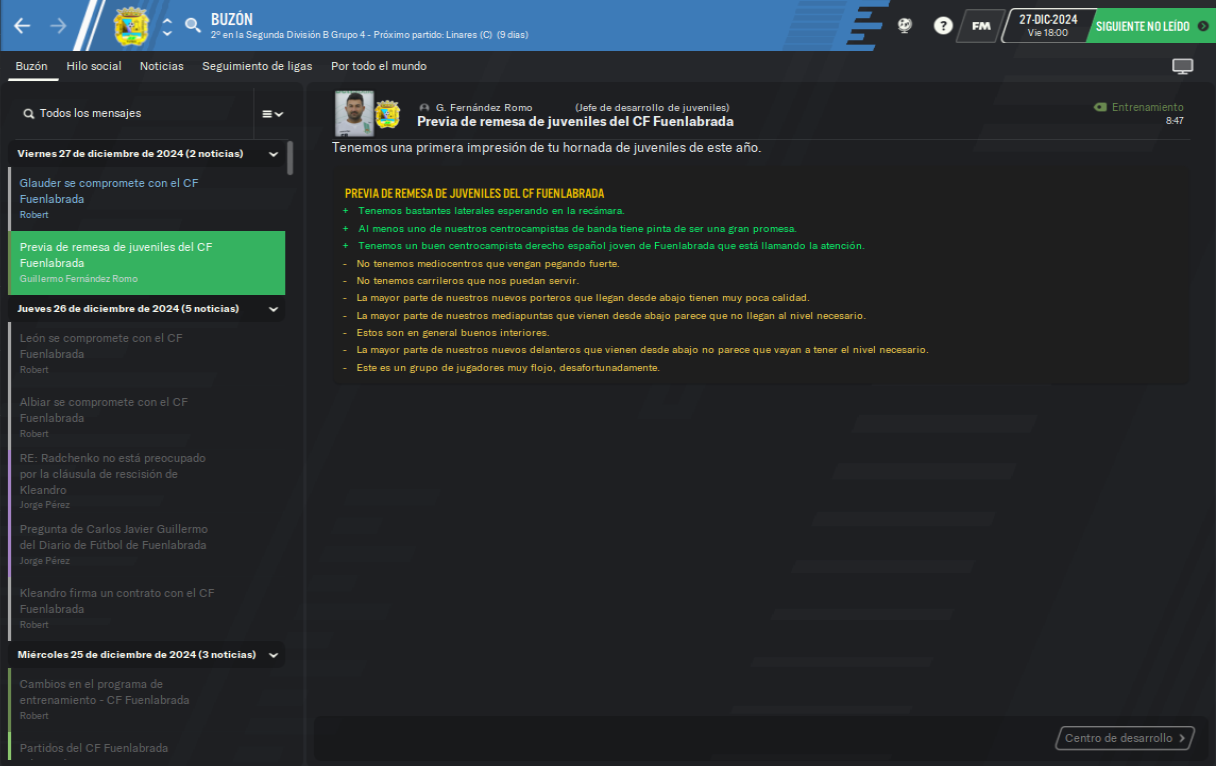 BUZÓN
2º en la Segunda División B Grupo 4 - Próximo partido: Linares (C) (9 días)
?
FM
27-DIC-2024
Vie 18:00
SIGUIENTE NO LEÍDO
Buzón Hilo social Noticias Seguimiento de ligas Por todo el mundo
Todos los mensajes
Viernes 27 de diciembre de 2024 (2 noticias)
Glauder se compromete con el CF
Fuenlabrada
Robert
Previa de remesa de juveniles del CF
Fuenlabrada
Guillermo Fernández Romo
Jueves 26 de diciembre de 2024 (5 noticias)
León se compromete con el CF
Fuenlabrada
Robert
Albiar se compromete con el CF
Fuenlabrada
Robert
RE: Radchenko no está preocupado
por la cláusula de rescisión de
Kleandro
Jorge Pérez
Pregunta de Carlos Javier Guillermo
del Diario de Fútbol de Fuenlabrada
Jorge Pérez
Kleandro firma un contrato con el CF
Fuenlabrada
Robert
Miércoles 25 de diciembre de 2024 (3 noticias)
Cambios en el programa de
entrenamiento - CF Fuenlabrada
Robert
Partidos del CF Fuenlabrada
G. Fernández Romo (Jefe de desarrollo de juveniles)
Previa de remesa de juveniles del CF Fuenlabrada
Entrenamiento
8:47
Tenemos una primera impresión de tu hornada de juveniles de este año.
PREVIA DE REMESA DE JUVENILES DEL CF FUENLABRADA
+ Tenemos bastantes laterales esperando en la recámara.
+ Al menos uno de nuestros centrocampistas de banda tiene pinta de ser una gran promesa.
+ Tenemos un buen centrocampista derecho español joven de Fuenlabrada que está llamando la atención.
- No tenemos mediocentros que vengan pegando fuerte.
- No tenemos carrileros que nos puedan servir.
- La mayor parte de nuestros nuevos porteros que llegan desde abajo tienen muy poca calidad.
- La mayor parte de nuestros mediapuntas que vienen desde abajo parece que no llegan al nivel necesario.
- Estos son en general buenos interiores.
- La mayor parte de nuestros nuevos delanteros que vienen desde abajo no parece que vayan a tener el nivel necesario.
- Este es un grupo de jugadores muy flojo, desafortunadamente.
Centro de desarrollo